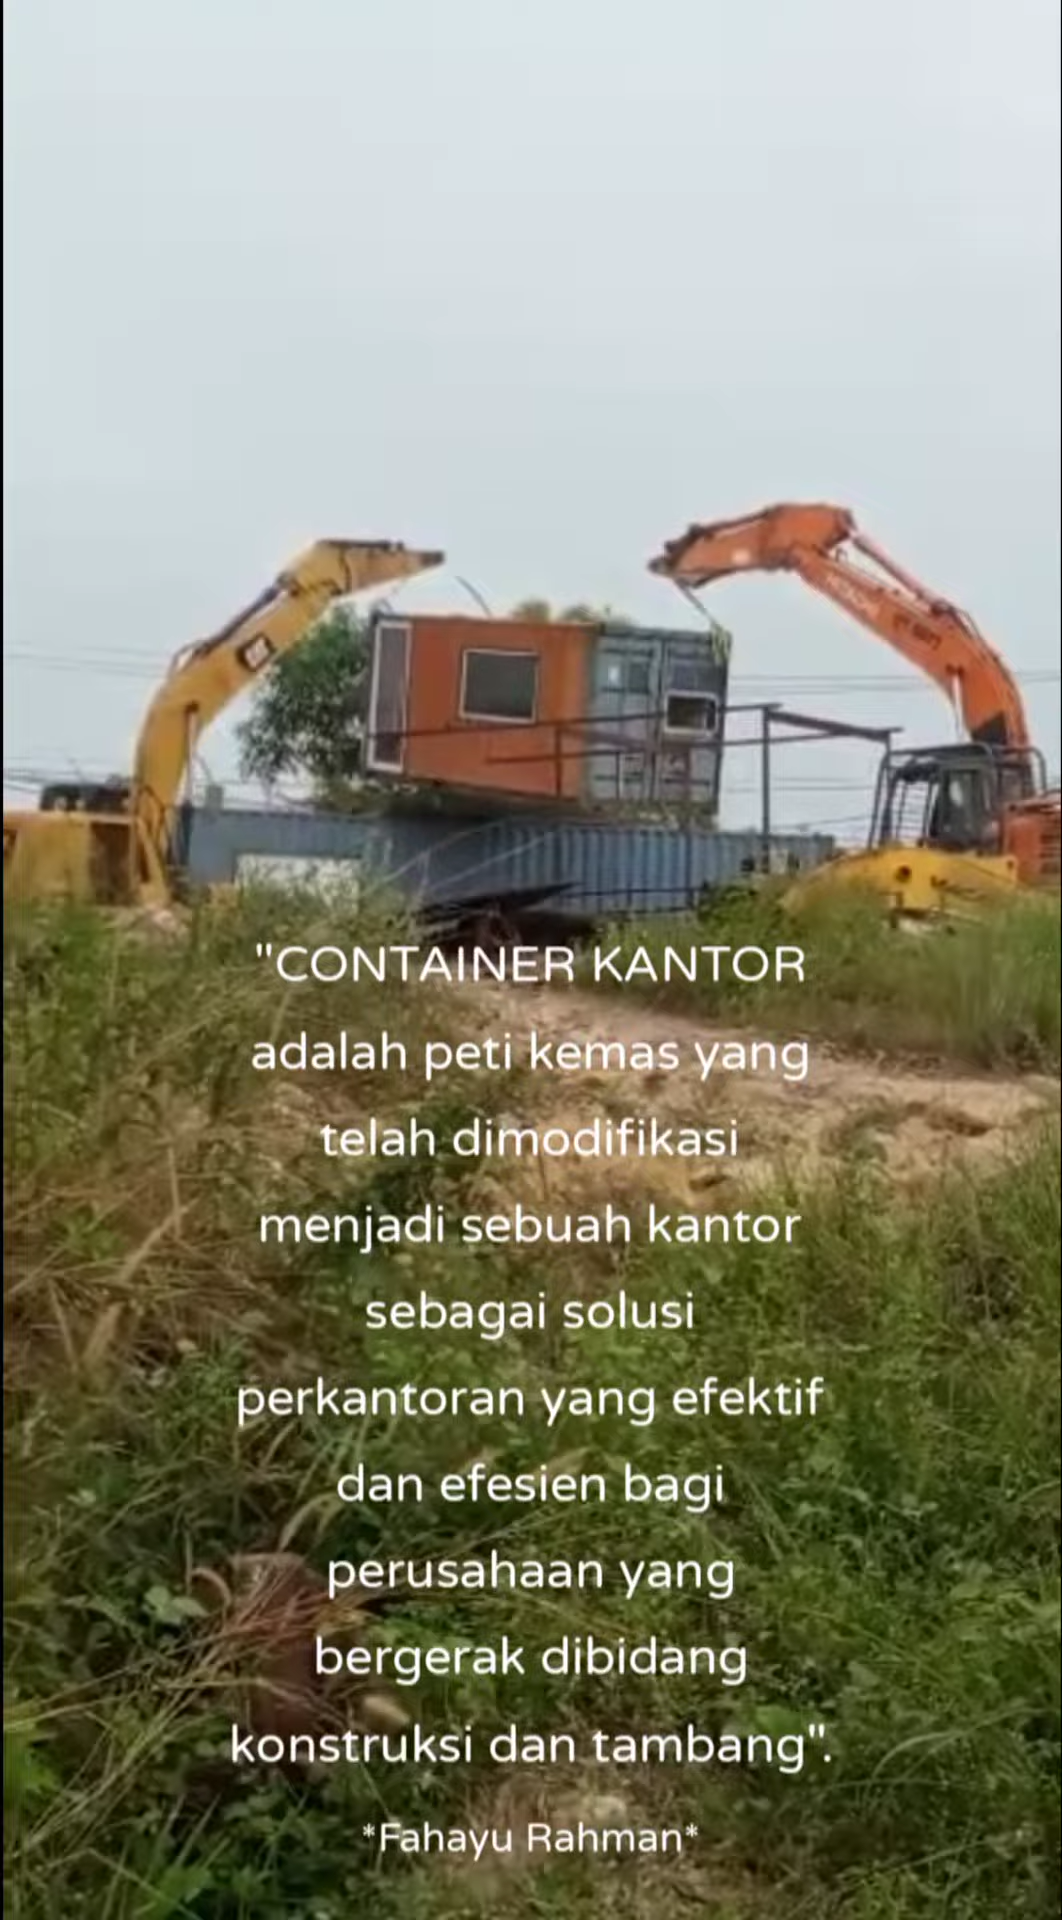 HITACHI
"CONTAINER KANTOR
adalah peti kemas yang
telah dimodifikasi
menjadi sebuah kantor
sebagai solusi
perkantoran yang efektif
dan efesien bagi
perusahaan yang
bergerak dibidang
konstruksi dan tambang".
*Fahayu Rahman*